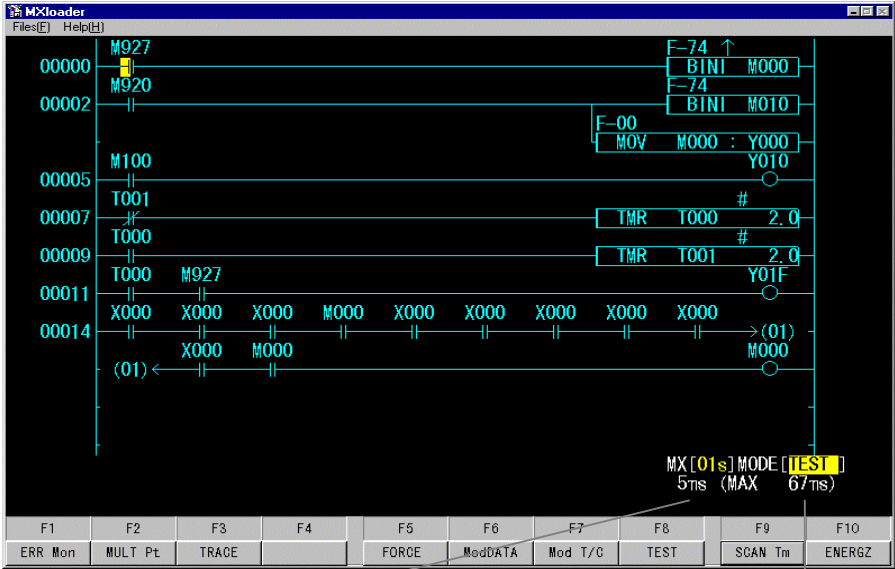 MXloader
Files[F] Help[H]
M927 F-74 ↑
00000 BINI M000
M920 F-74
00002 BINI M010
F-00
MOV M000 : Y000
M100 Y010
00005
T001 #
00007 TMR T000 2.0
T000 #
00009 TMR T001 2.0
T000 M927 Y01F
00011
X000 X000 X000 M000 X000 X000 X000 X000 X000
00014 (01)
X000 M000 M000
(01)
MX[01s]MODE[TEST ]
5ms (MAX 67ms)
F1 F2 F3 F4 F5 F6 F7 F8 F9 F10
ERR Mon MULT Pt TRACE FORCE ModDATA Mod T/C TEST SCAN Tm ENERGZ